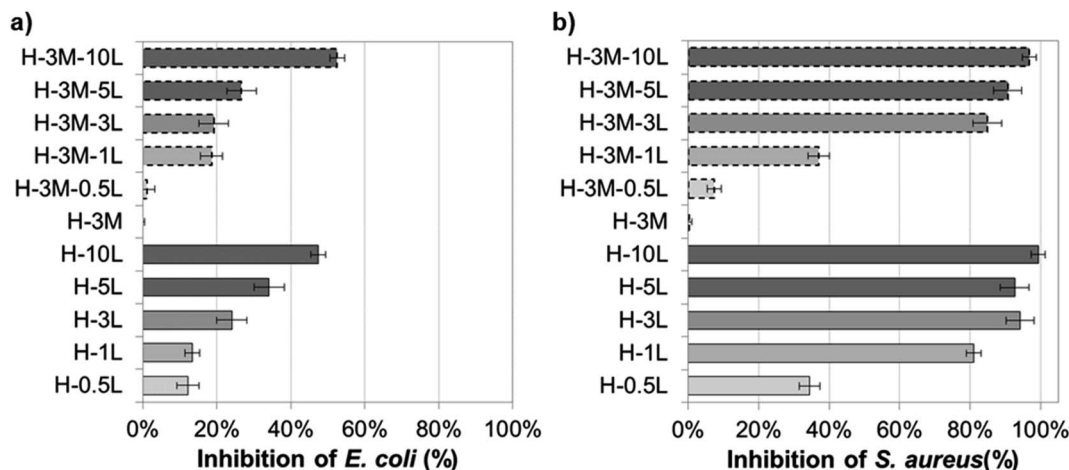 a)
H-3M-10L
H-3M-5L
H-3M-3L
H-3M-1L
H-3M-0.5L
H-3M
H-10L
H-5L
H-3L
H-1L
H-0.5L
0% 20% 40% 60% 80% 100%
Inhibition of E. coli (%)
b)
H-3M-10L
H-3M-5L
H-3M-3L
H-3M-1L
H-3M-0.5L
H-3M
H-10L
H-5L
H-3L
H-1L
H-0.5L
0% 20% 40% 60% 80% 100%
Inhibition of S. aureus(%)